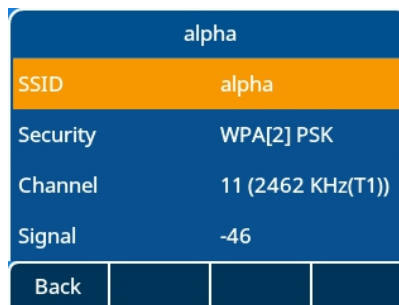 alpha
SSID alpha
Security WPA[2] PSK
Channel 11 (2462 KHz(T1))
Signal -46
Back